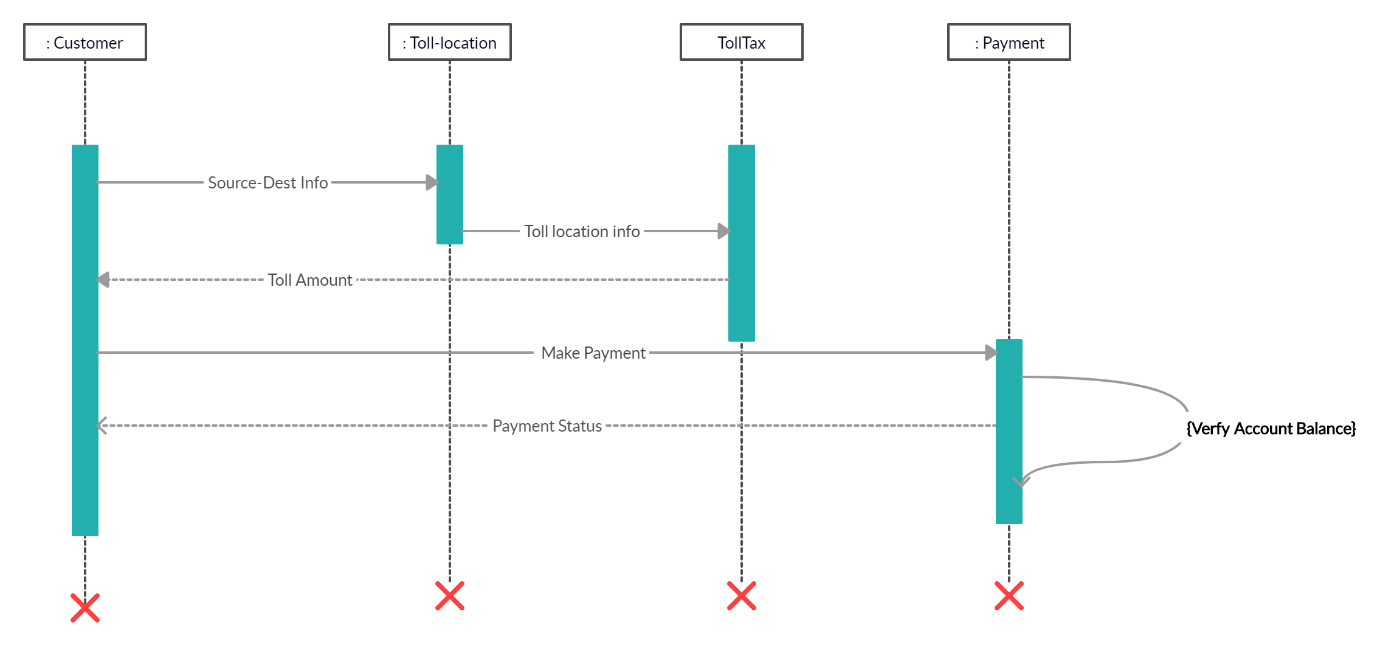 : Customer
: Toll-location
TollTax
: Payment
Source-Dest Info
Toll location info
Toll Amount
Make Payment
Payment Status
{Verfy Account Balance}